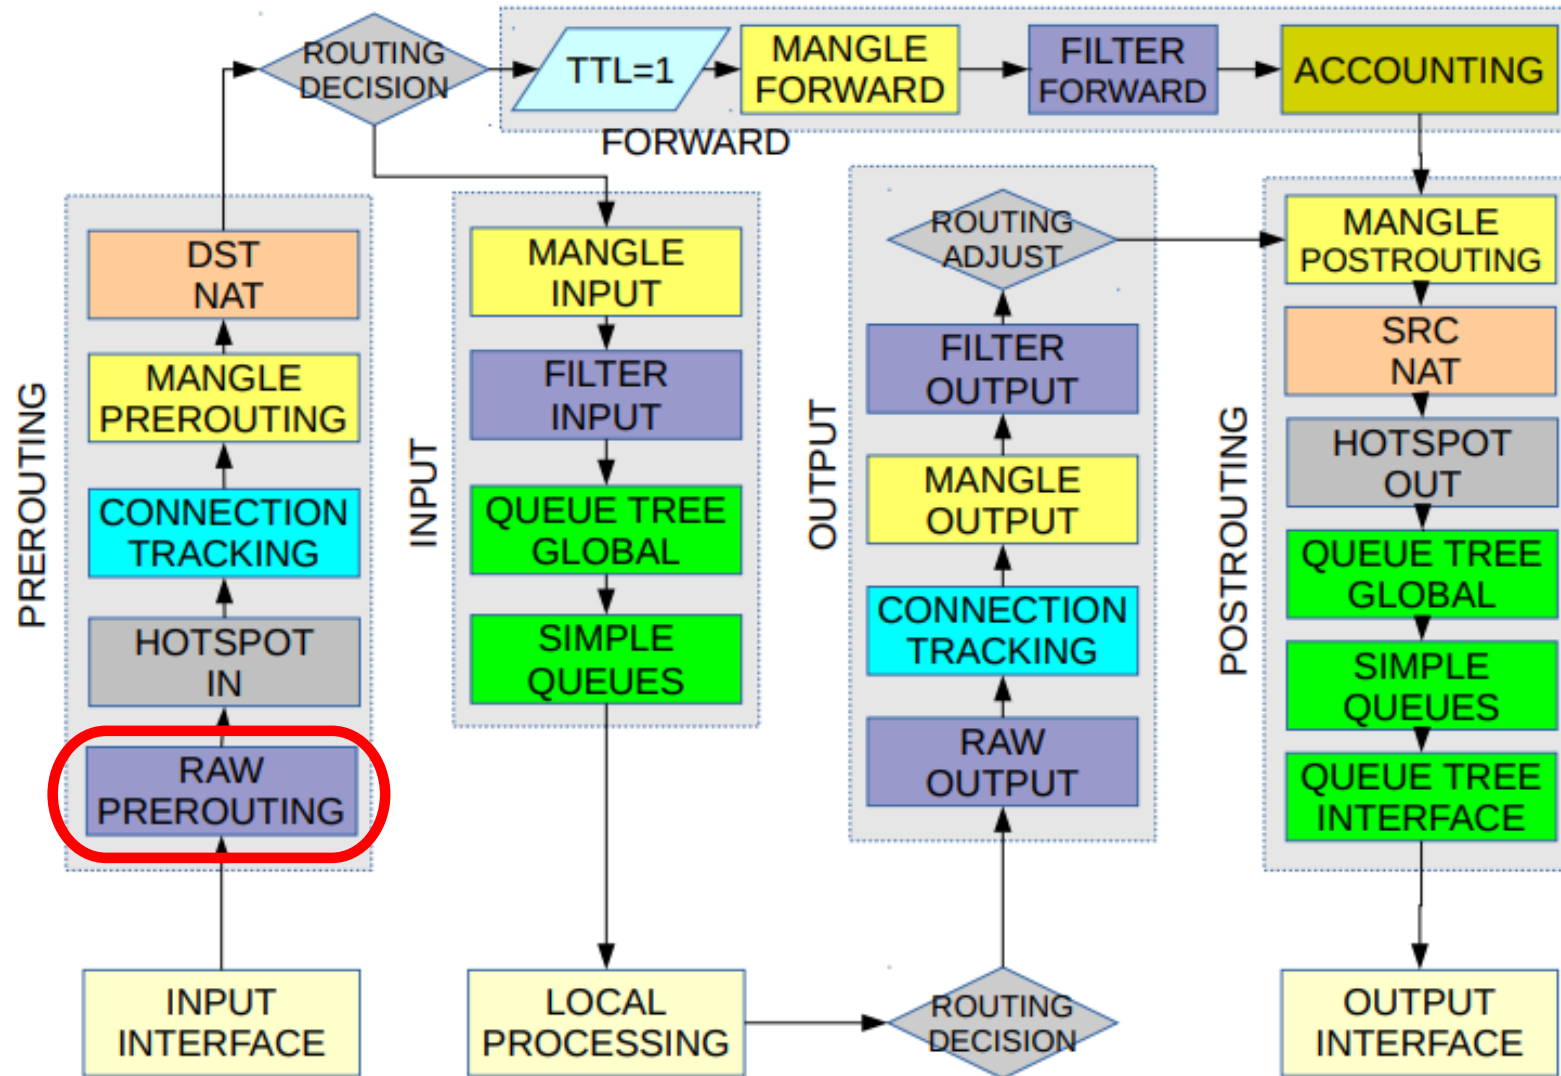 ROUTING
DECISION
TTL=1
MANGLE
FORWARD
FILTER
FORWARD
ACCOUNTING
FORWARD
PREROUTING
DST
NAT
MANGLE
PREROUTING
CONNECTION
TRACKING
HOTSPOT
IN
RAW
PREROUTING
INPUT
INTERFACE
INPUT
MANGLE
INPUT
FILTER
INPUT
QUEUE TREE
GLOBAL
SIMPLE
QUEUES
LOCAL
PROCESSING
OUTPUT
ROUTING
ADJUST
FILTER
OUTPUT
MANGLE
OUTPUT
CONNECTION
TRACKING
RAW
OUTPUT
ROUTING
DECISION
POSTROUTING
MANGLE
POSTROUTING
SRC
NAT
HOTSPOT
OUT
QUEUE TREE
GLOBAL
SIMPLE
QUEUES
QUEUE TREE
INTERFACE
OUTPUT
INTERFACE